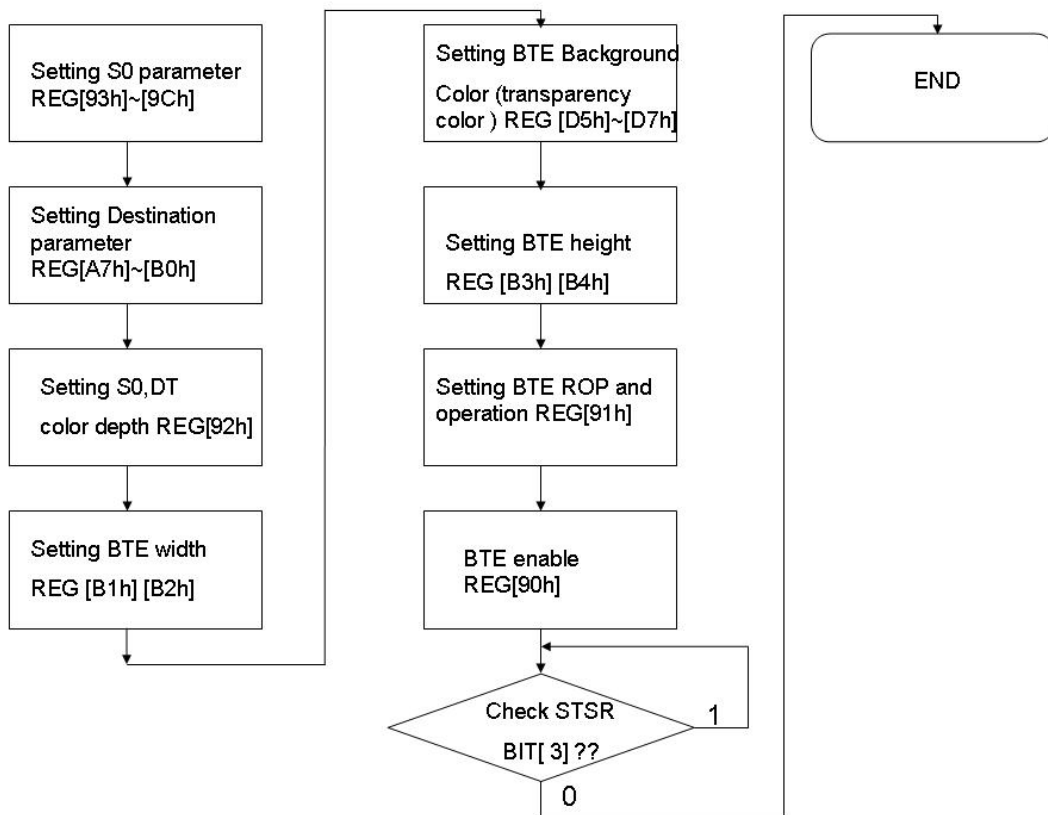 Setting S0 parameter
REG[93h]~[9Ch]
Setting Destination
parameter
REG[A7h]~[B0h]
Setting S0,DT
color depth REG[92h]
Setting BTE width
REG [B1h] [B2h]
Setting BTE Background
Color (transparency
color ) REG [D5h]~[D7h]
Setting BTE height
REG [B3h] [B4h]
Setting BTE ROP and
operation REG[91h]
BTE enable
REG[90h]
Check STSR
BIT[ 3] ??
1
0
END